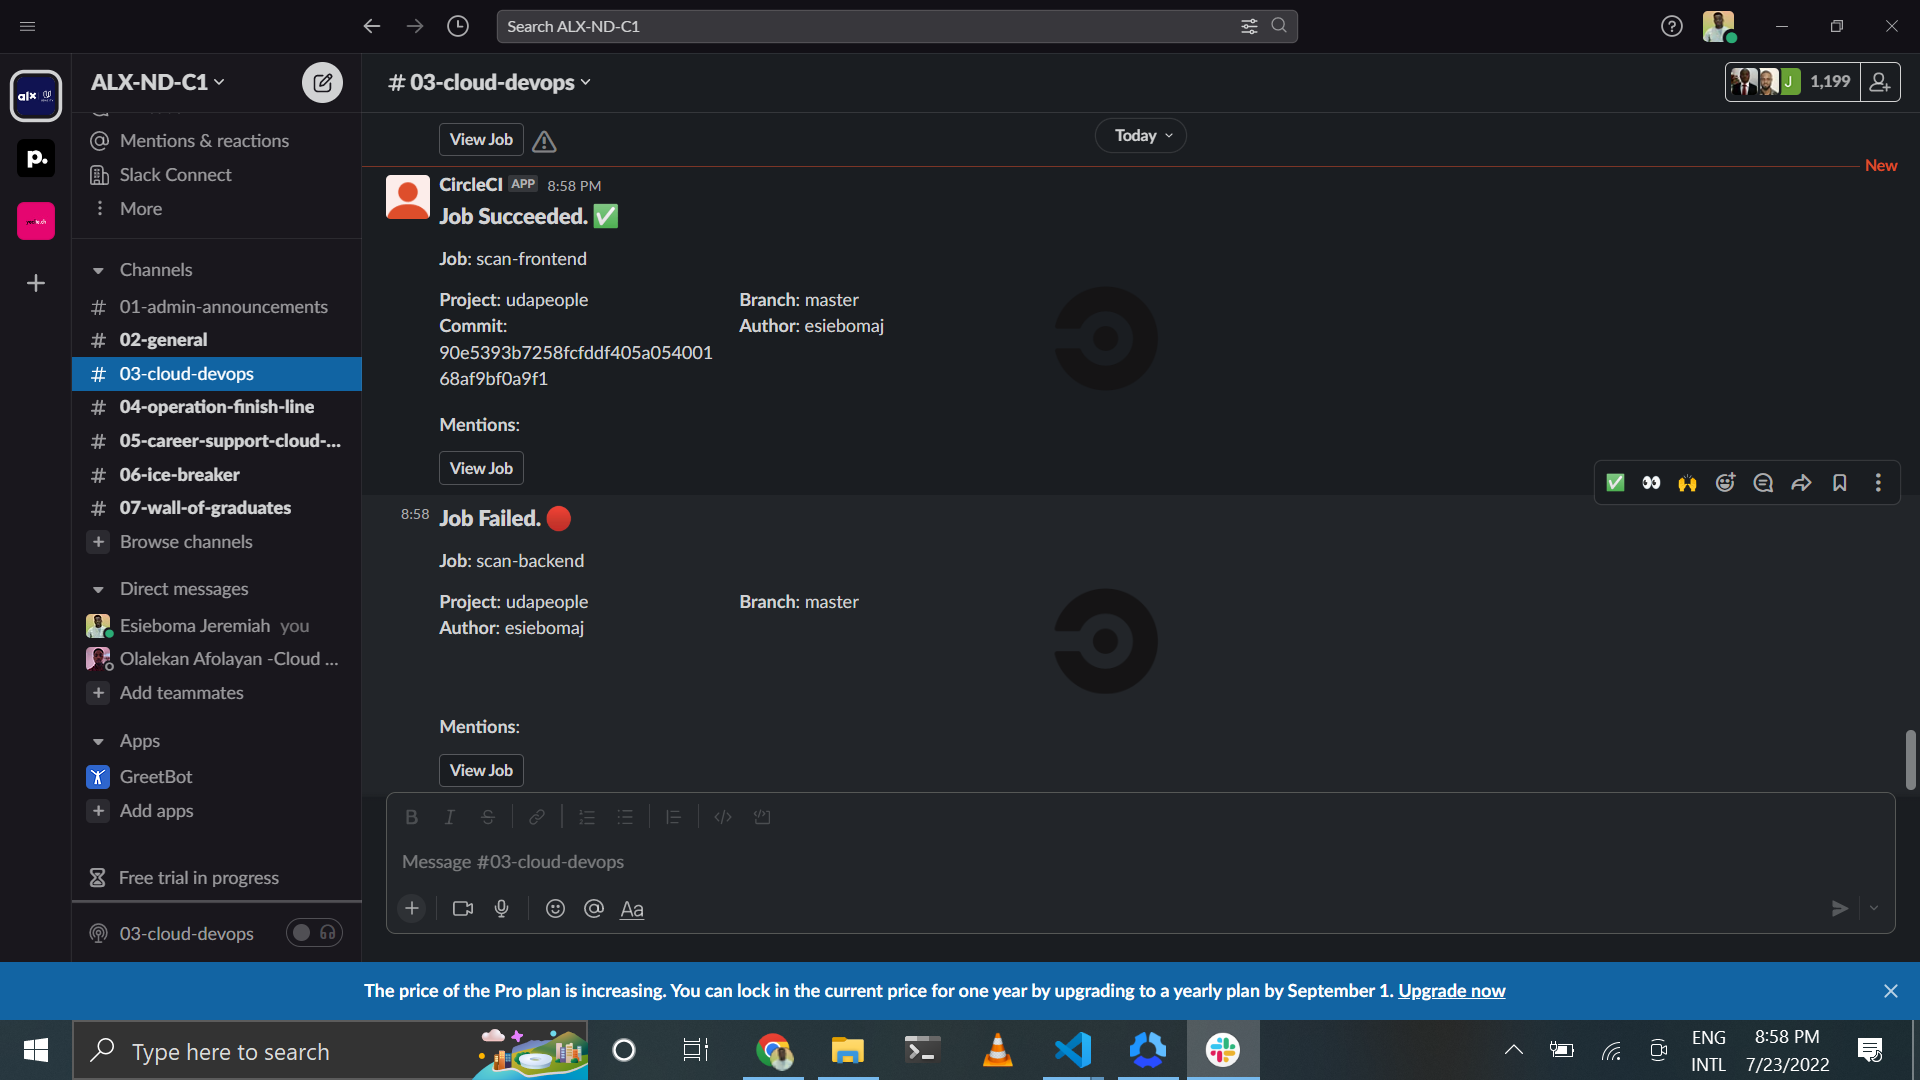 Search ALX-ND-C1
alx
ALX-ND-C1
# 03-cloud-devops
J
1,199
p.
Mentions & reactions
Slack Connect
More
Channels
# 01-admin-announcements
# 02-general
# 03-cloud-devops
# 04-operation-finish-line
# 05-career-support-cloud-...
# 06-ice-breaker
# 07-wall-of-graduates
+ Browse channels
Direct messages
Esieboma Jeremiah you
Olalekan Afolayan -Cloud ...
+ Add teammates
Apps
GreetBot
+ Add apps
Free trial in progress
03-cloud-devops
View Job
Today
New
CircleCI APP 8:58 PM
Job Succeeded. ✅
Job: scan-frontend
Project: udapeople
Branch: master
Commit:
Author: esiebomaj
90e5393b7258fcfddf405a054001
68af9bf0a9f1
Mentions:
View Job
8:58 Job Failed. 🔴
Job: scan-backend
Project: udapeople
Branch: master
Author: esiebomaj
Mentions:
View Job
B I S
Message #03-cloud-devops
Aa
The price of the Pro plan is increasing. You can lock in the current price for one year by upgrading to a yearly plan by September 1. Upgrade now
Type here to search
ENG
INTL
8:58 PM
7/23/2022